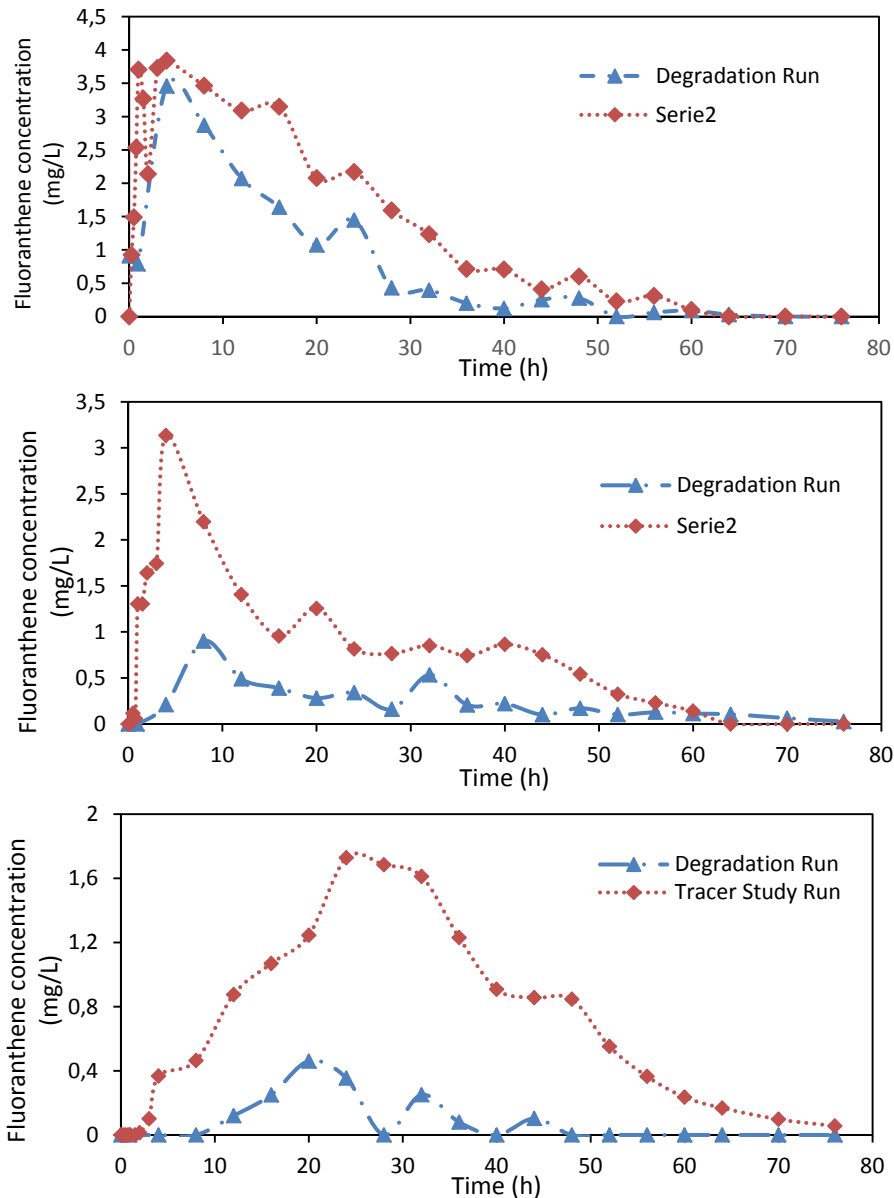 4,5
4
3,5
3
2,5
2
1,5
1
0,5
0
Fluoranthene concentration
(mg/L)
Degradation Run
Serie2
0 10 20 30 40 50 60 70 80
Time (h)
3,5
3
2,5
2
1,5
1
0,5
0
Fluoranthene concentration
(mg/L)
Degradation Run
Serie2
0 10 20 30 40 50 60 70 80
Time (h)
2
1,6
1,2
0,8
0,4
0
Fluoranthene concentration
(mg/L)
Degradation Run
Tracer Study Run
0 10 20 30 40 50 60 70 80
Time (h)